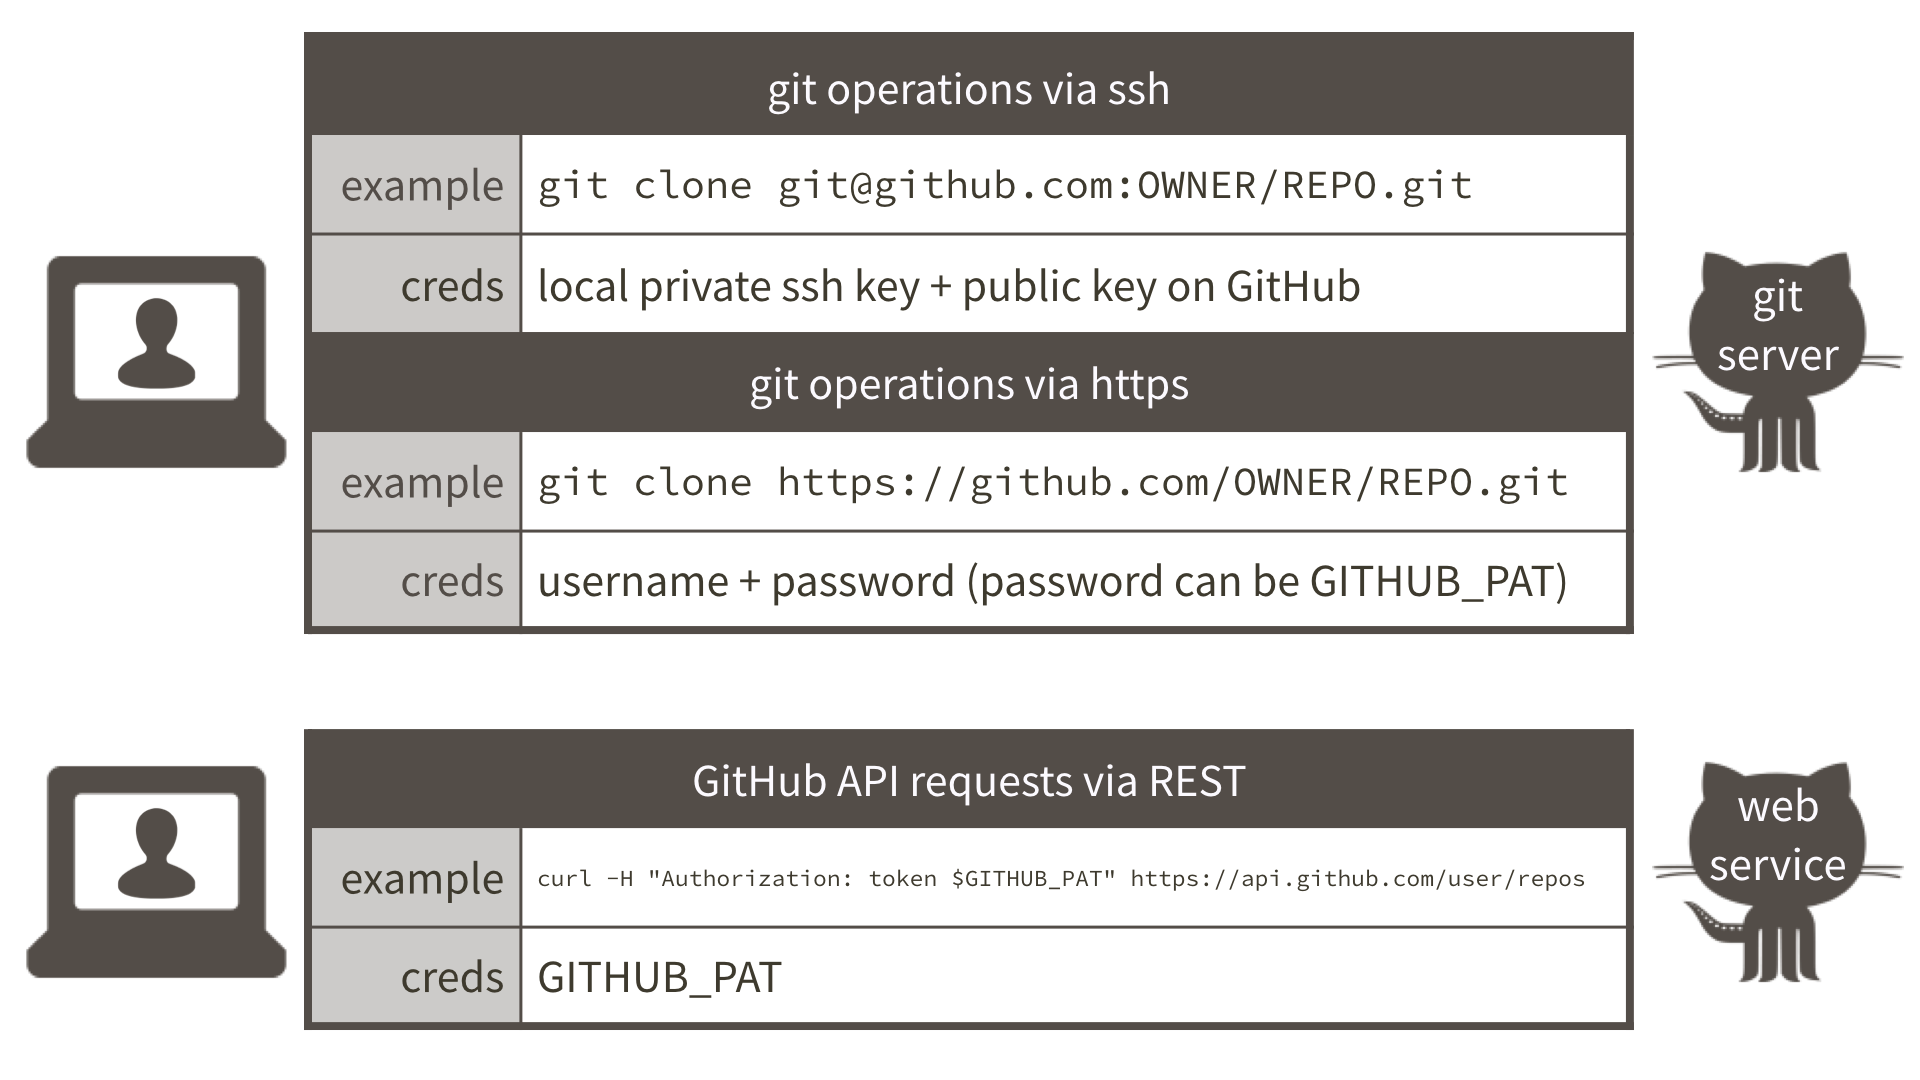 git operations via ssh
example git clone git@github.com:OWNER/REPO.git
creds local private ssh key + public key on GitHub
git operations via https
example git clone https://github.com/OWNER/REPO.git
creds username + password (password can be GITHUB_PAT)
git
server
GitHub API requests via REST
example curl -H "Authorization: token $GITHUB_PAT" https://api.github.com/user/repos
creds GITHUB_PAT
web
service